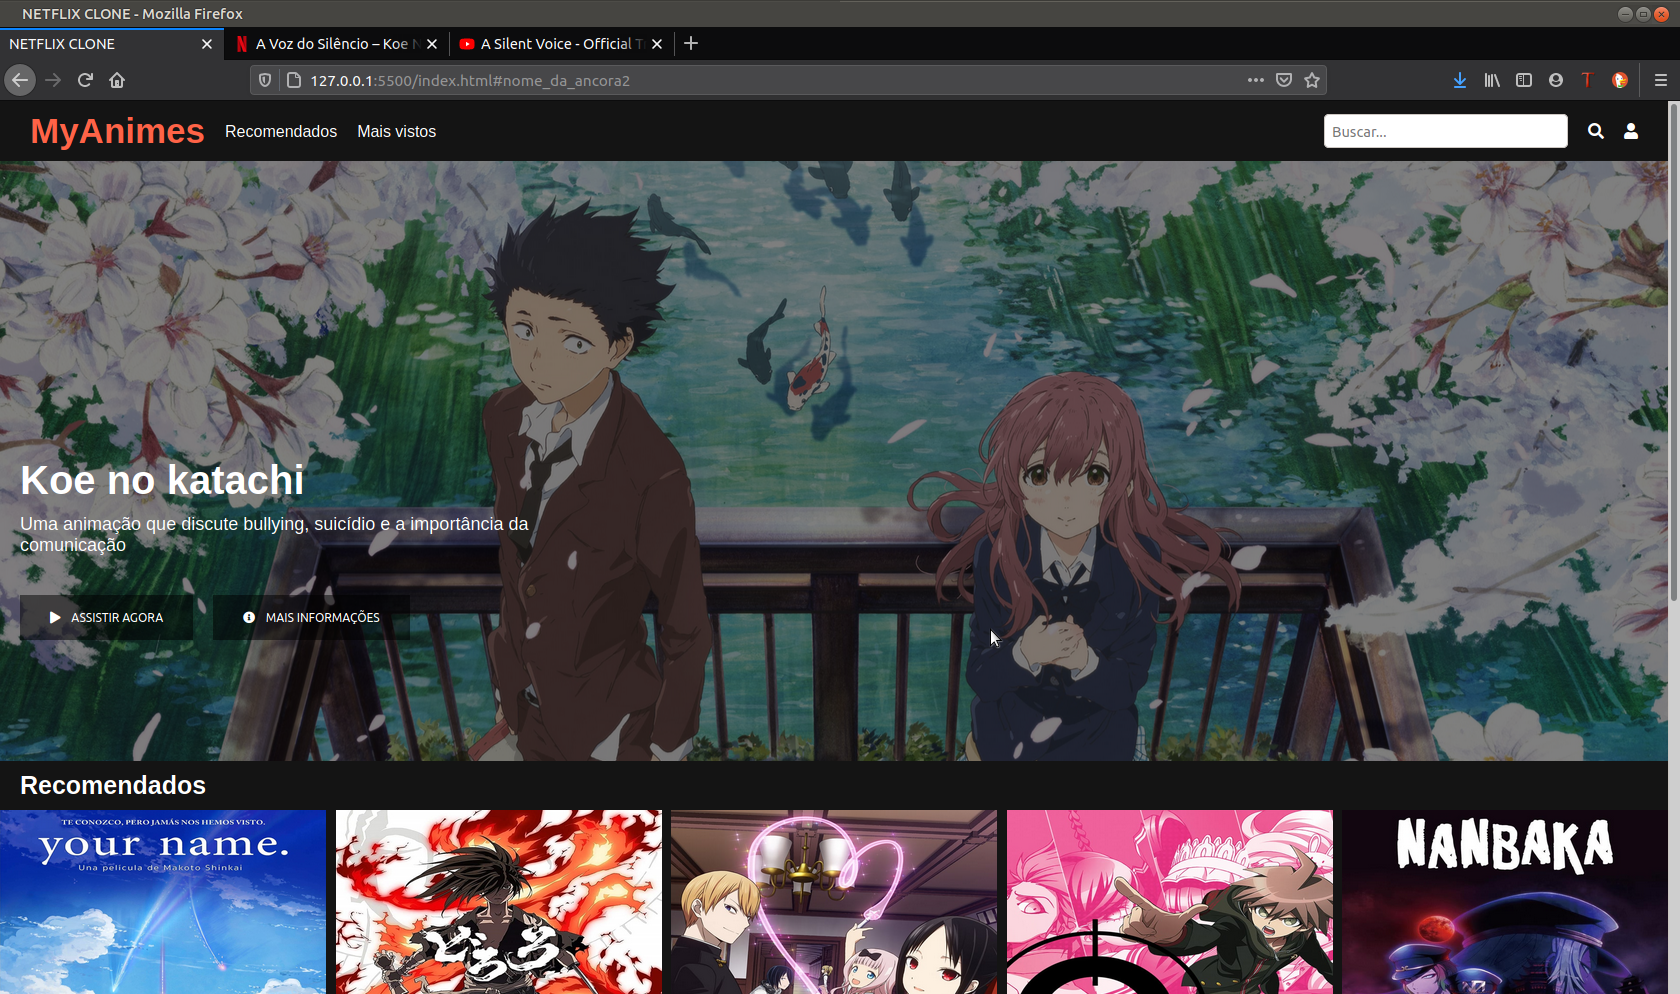 NETFLIX CLONE - Mozilla Firefox
NETFLIX CLONE
A Voz do Silêncio – Koe N
A Silent Voice - Official T
127.0.0.1:5500/index.html#nome_da_ancora2
MyAnimes
Recomendados
Mais vistos
Buscar...
Koe no katachi
Uma animação que discute bullying, suicídio e a importância da
comunicação
ASSISTIR AGORA
MAIS INFORMAÇÕES
Recomendados
TE CONOZCO, PERO JAMÁS NOS HEMOS VISTO.
your name.
Una película de Makoto Shinkai
どろろ
NANBAKA